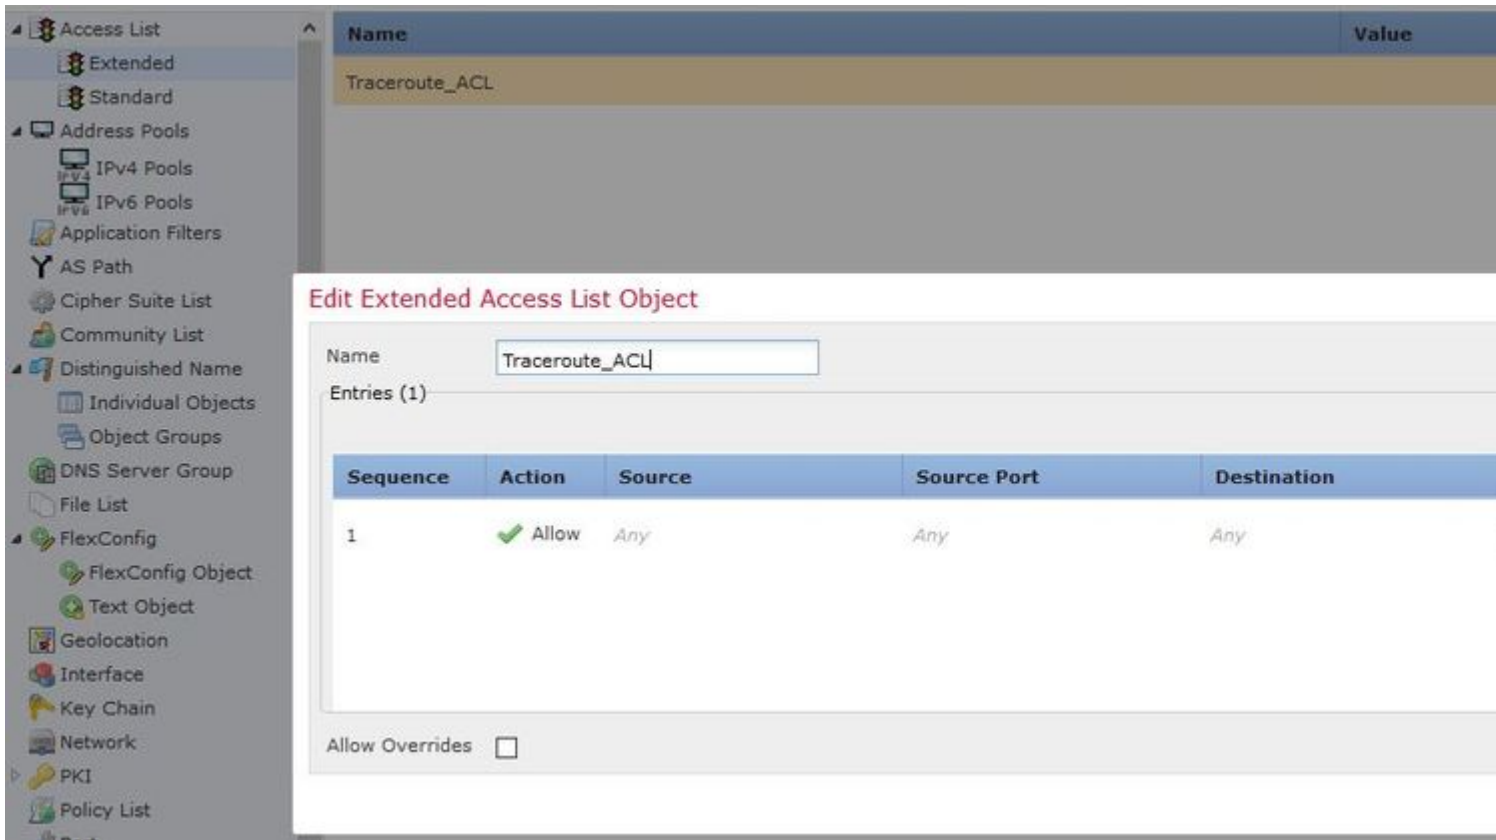 Access List
Extended
Standard
Address Pools
IPv4 Pools
IPv6 Pools
Application Filters
AS Path
Cipher Suite List
Community List
Distinguished Name
Individual Objects
Object Groups
DNS Server Group
File List
FlexConfig
FlexConfig Object
Text Object
Geolocation
Interface
Key Chain
Network
PKI
Policy List
Name Value
Traceroute_ACL
Edit Extended Access List Object
Name Traceroute_ACL
Entries (1)
Sequence Action Source Source Port Destination
1 Allow Any Any Any
Allow Overrides